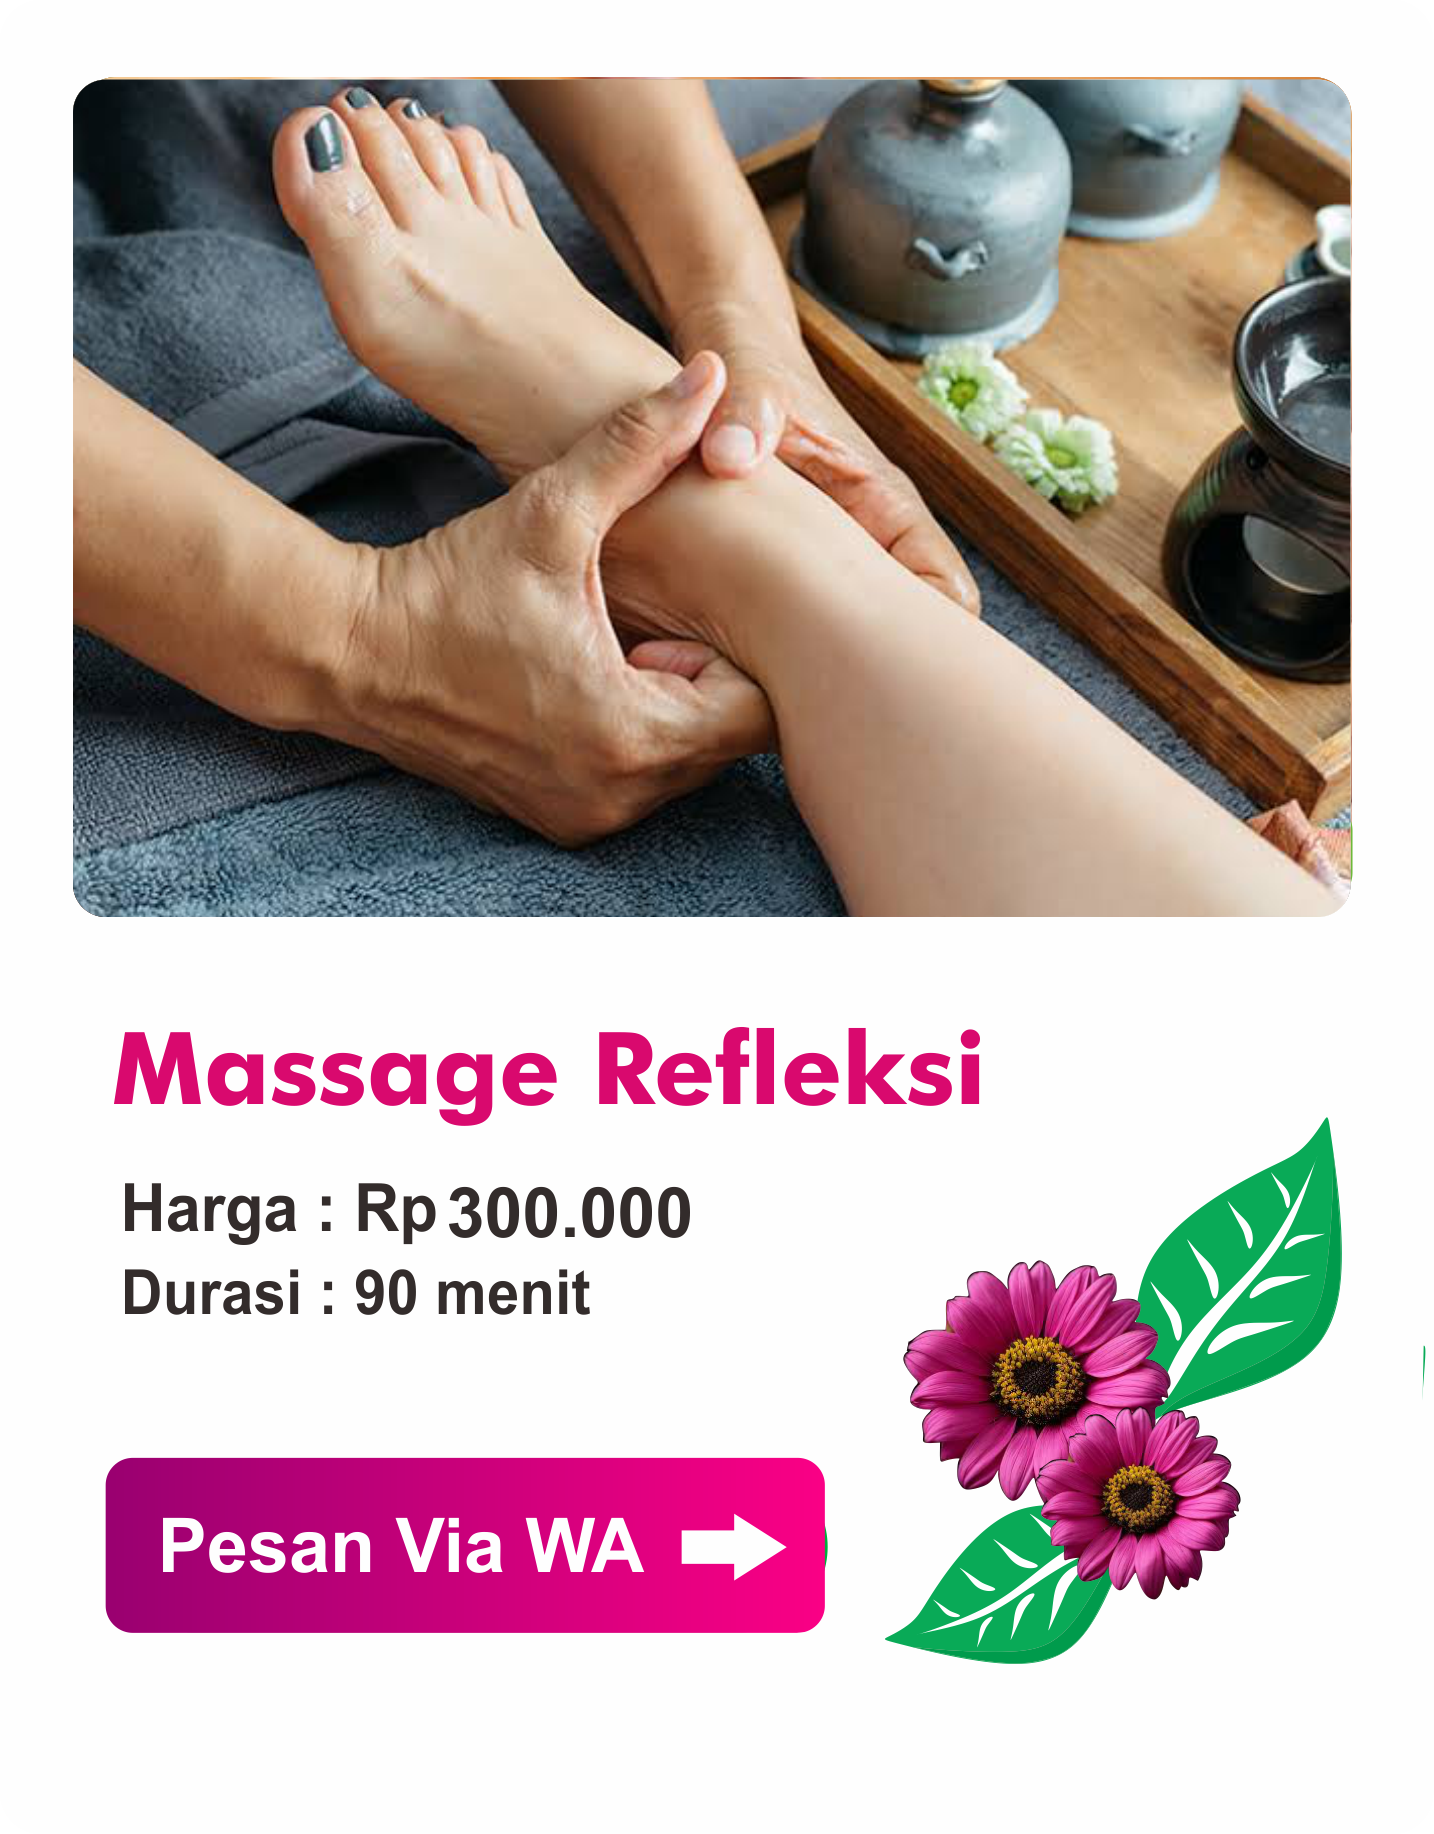 Massage Refleksi
Harga : Rp 300.000
Durasi : 90 menit
Pesan Via WA